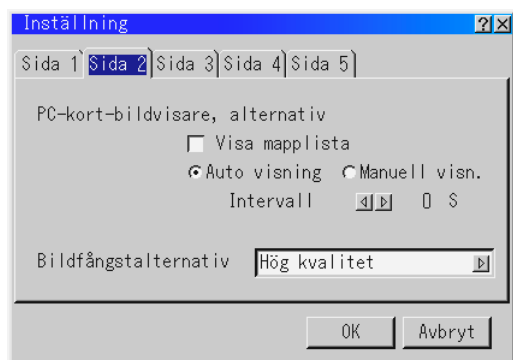 Inställning
Sida 1 Sida 2 Sida 3 Sida 4 Sida 5
PC-kort-bildvisare, alternativ
Visa mapplista
Auto visning Manuell visn.
Intervall 0 S
Bildfångstalternativ Hög kvalitet
OK Avbryt